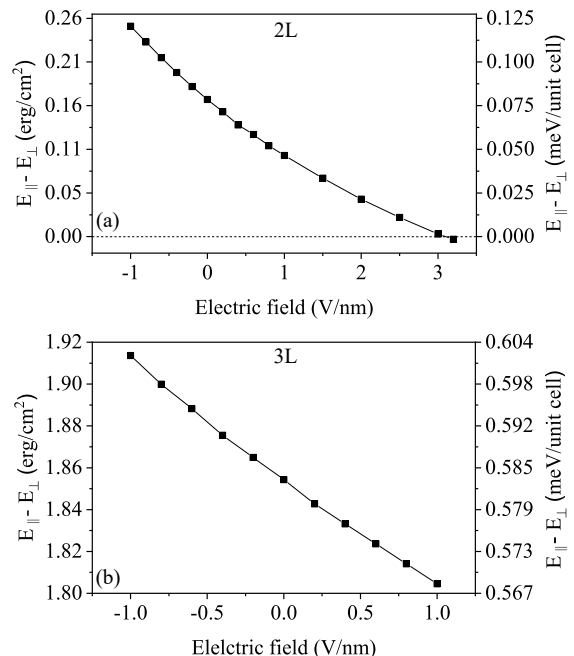 2L
0.26
0.21
0.16
0.11
0.05
0.00
E∥- E⊥ (erg/cm²)
0.125
0.100
0.075
0.050
0.025
0.000
E∥- E⊥ (meV/unit cell)
(a)
-1 0 1 2 3
Electric field (V/nm)
3L
1.92
1.90
1.88
1.86
1.84
1.82
1.80
E∥- E⊥ (erg/cm²)
0.604
0.598
0.592
0.585
0.579
0.573
0.567
E∥- E⊥ (meV/unit cell)
(b)
-1.0 -0.5 0.0 0.5 1.0
Elelctric field (V/nm)